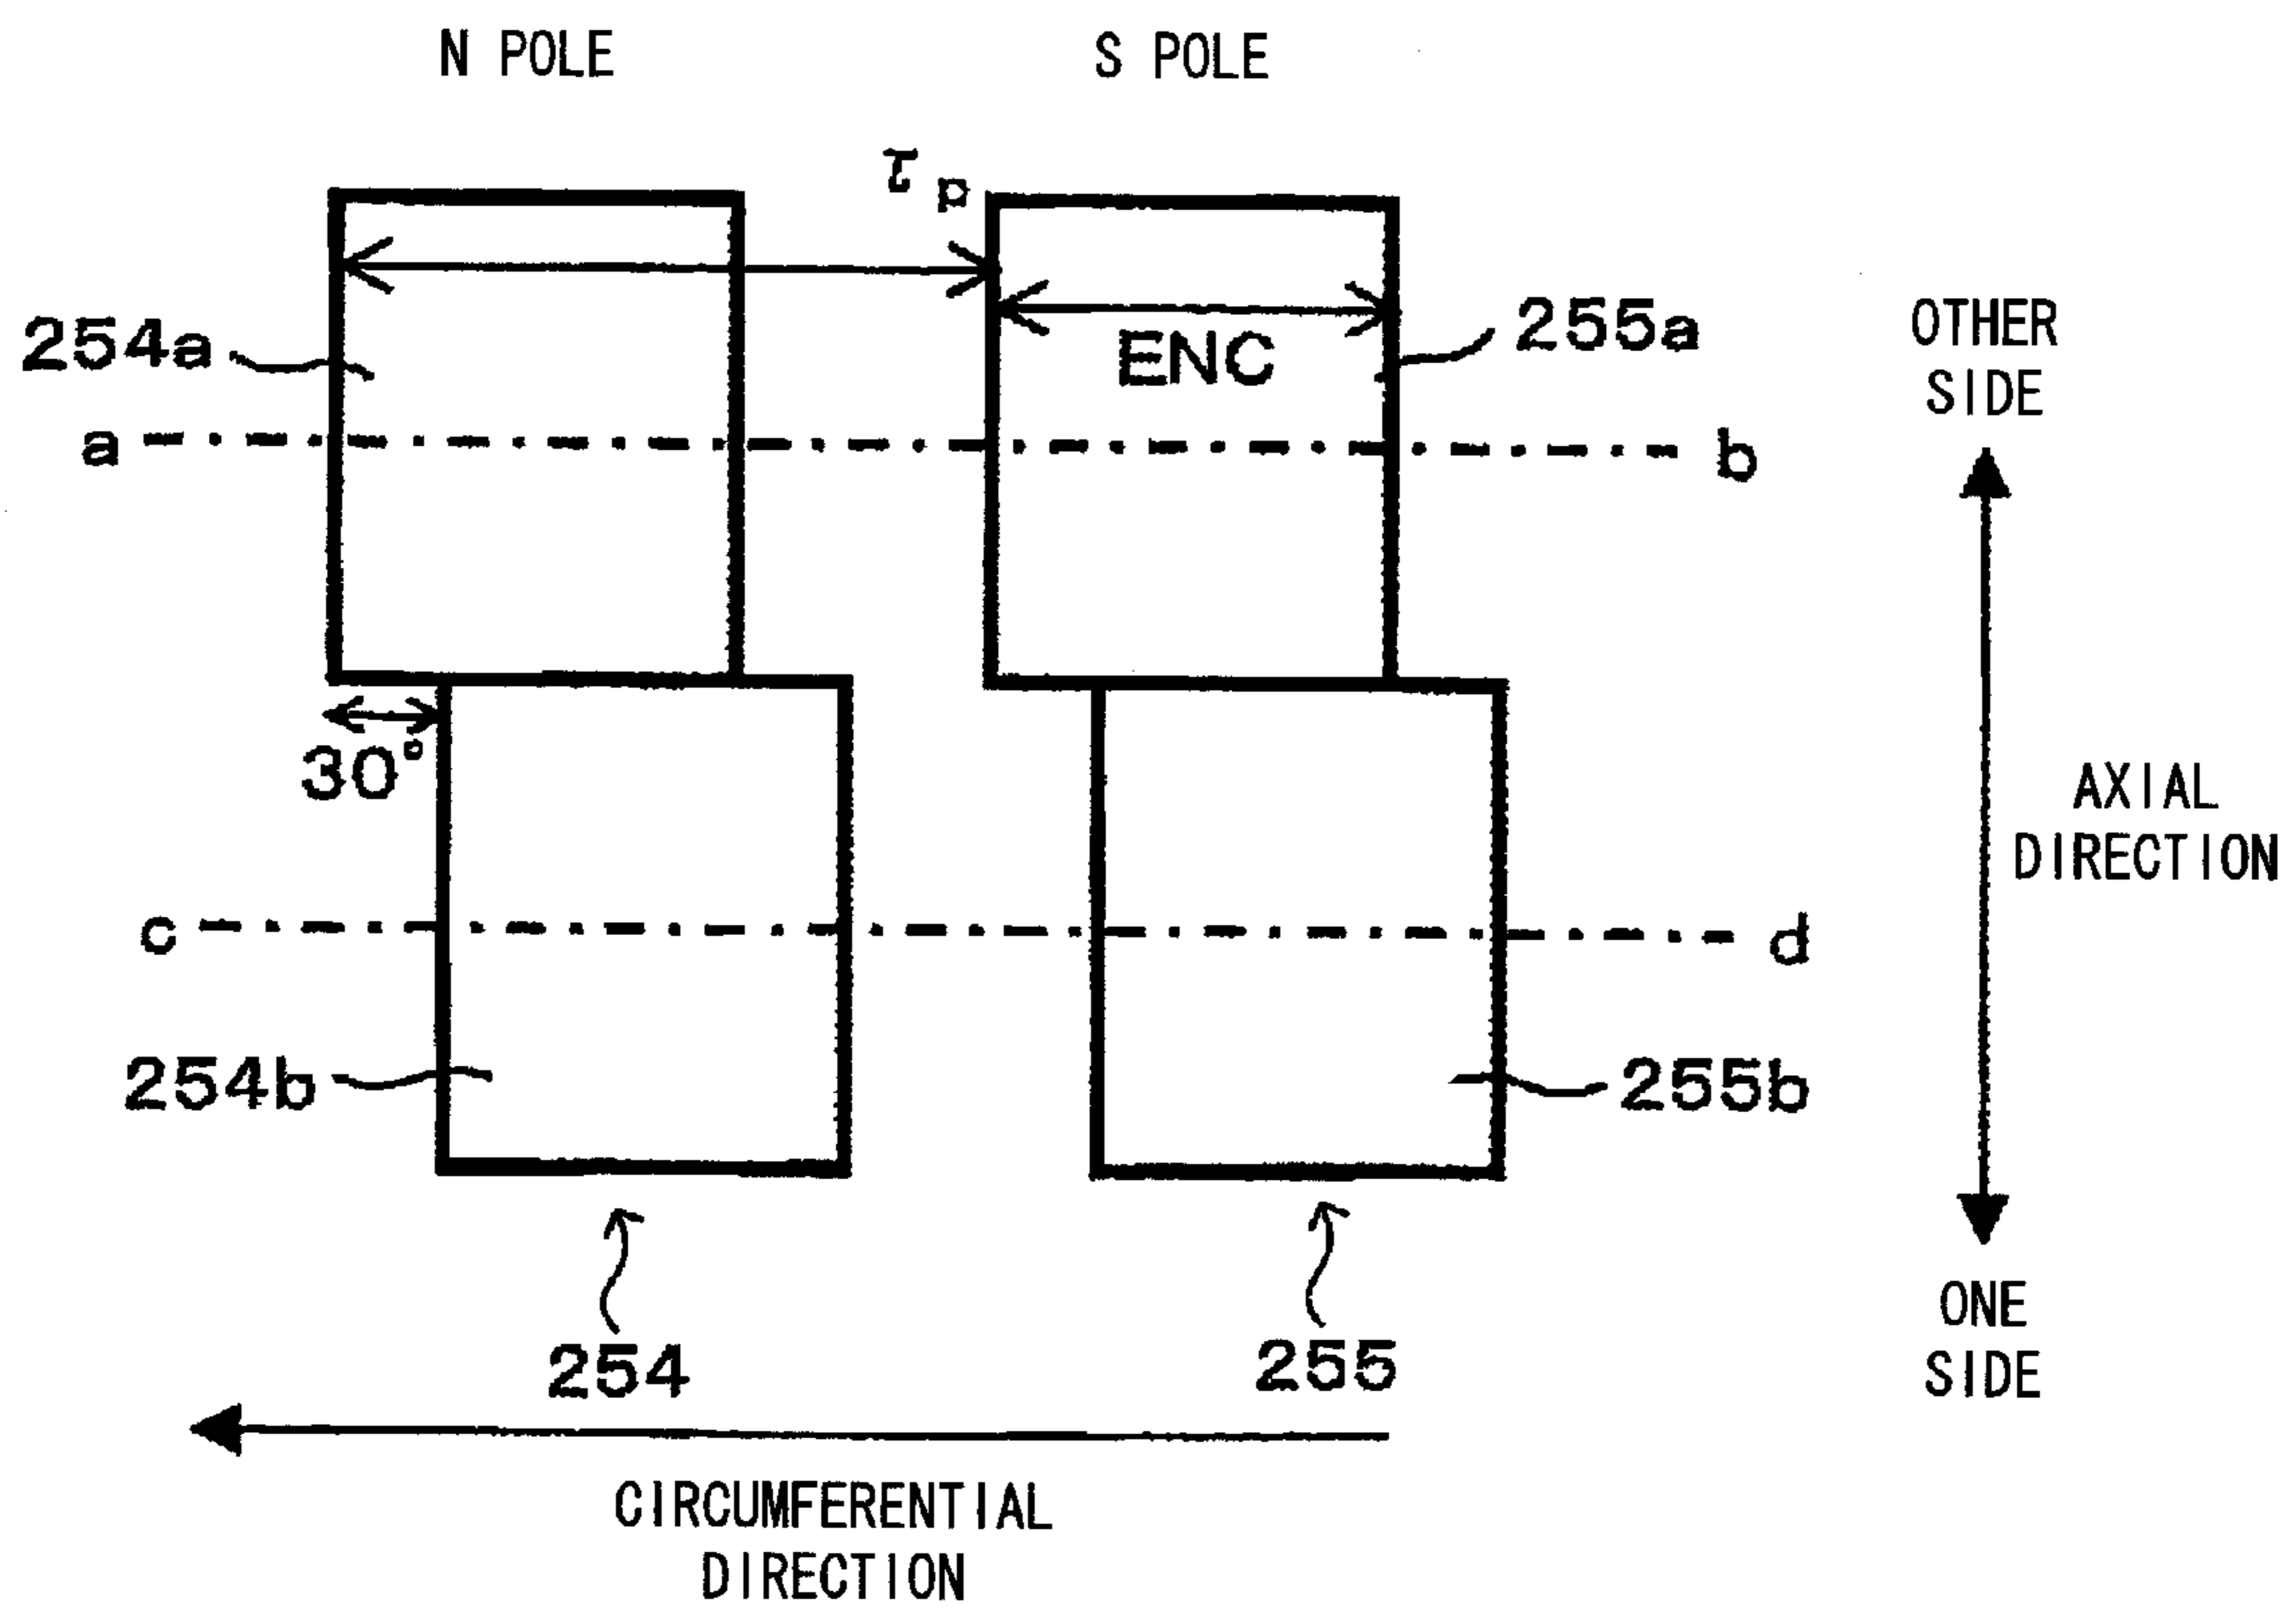 N POLE
S POLE
τp
254a
ENC
255a
OTHER
SIDE
a
b
30°
AXIAL
DIRECTION
c
d
254b
255b
254
255
ONE
SIDE
CIRCUMFERENTIAL
DIRECTION